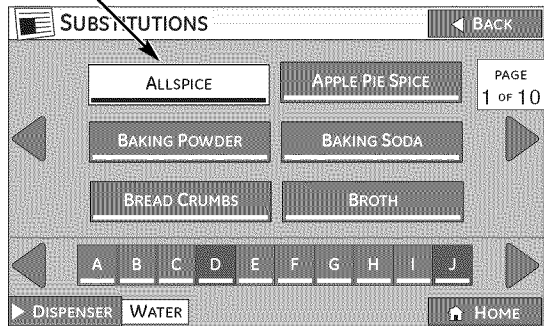 SUBSTITUTIONS
BACK
ALLSPICE
APPLE PIE SPICE
PAGE
1 OF 10
BAKING POWDER
BAKING SODA
BREAD CRUMBS
BROTH
A B C D E F G H I J
DISPENSER WATER
HOME